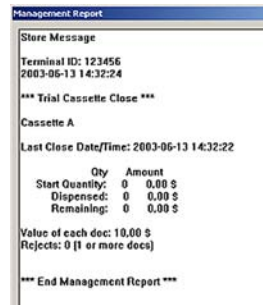 Management Report
Store Message
Terminal ID: 123456
2003-06-13 14:32:24
*** Trial Cassette Close ***
Cassette A
Last Close Date/Time: 2003-06-13 14:32:22
Qty Amount
Start Quantity: 0 0,00 $
Dispensed: 0 0,00 $
Remaining: 0 0,00 $
Value of each doc: 10,00 $
Rejects: 0 (1 or more docs)
*** End Management Report ***